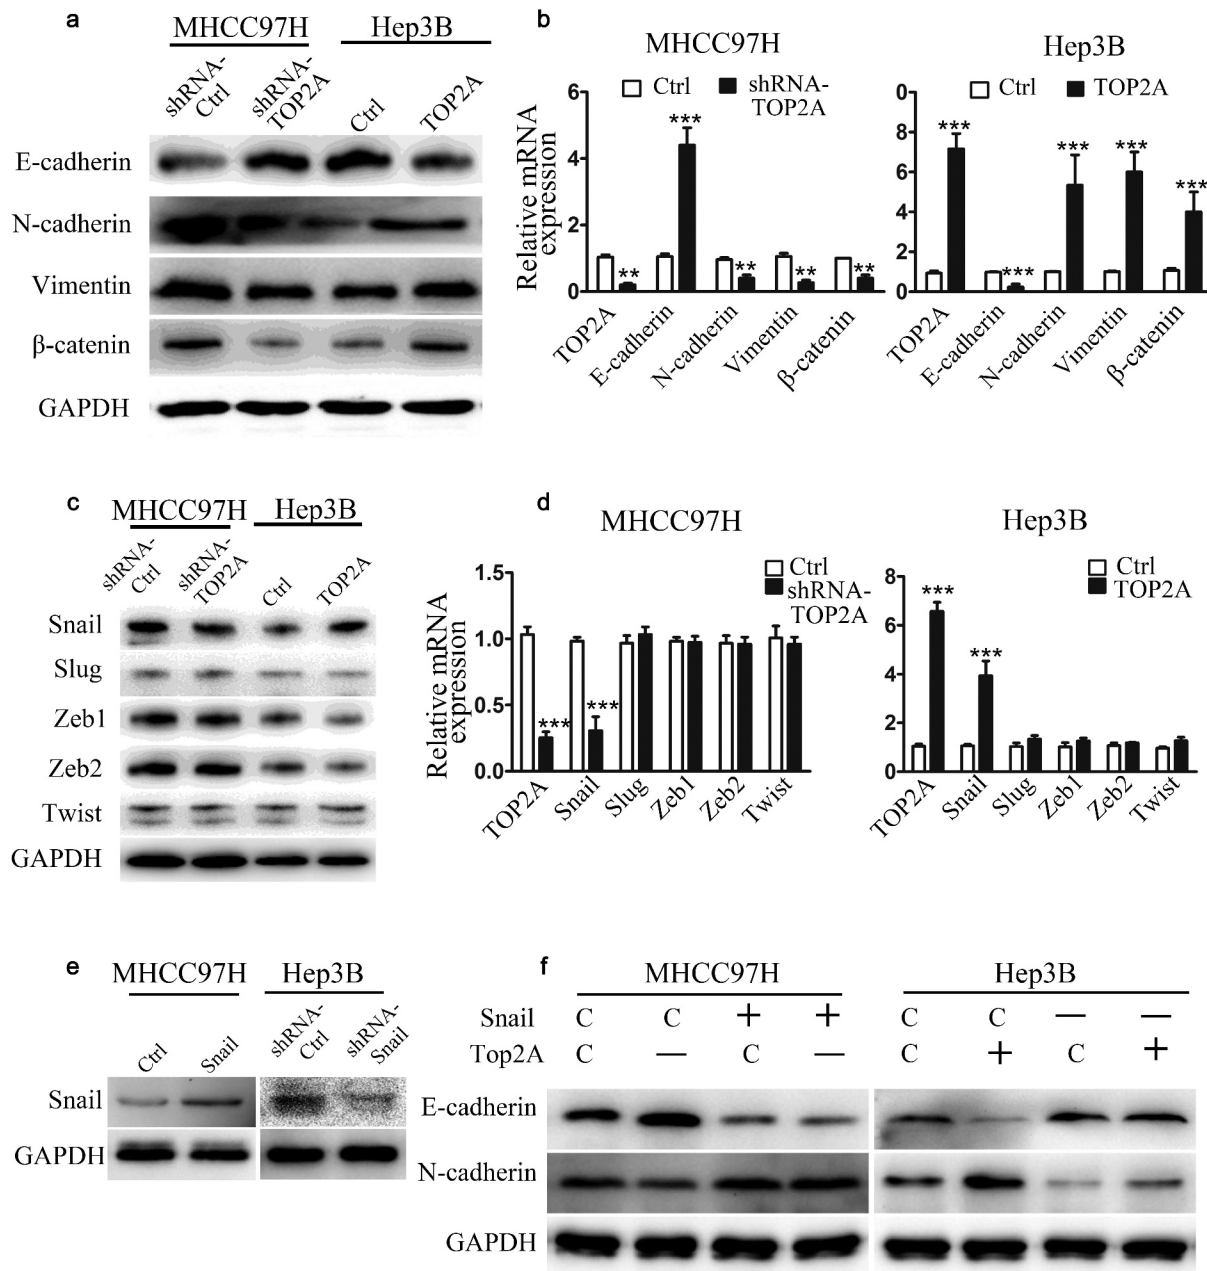 a
MHCC97H Hep3B
shRNA-
Ctrl
shRNA-
TOP2A
Ctrl
TOP2A
E-cadherin
N-cadherin
Vimentin
β-catenin
GAPDH
b
MHCC97H
Ctrl shRNA-
TOP2A
Relative mRNA
expression
6
4
2
0
*** ** ** ** **
TOP2A E-cadherin N-cadherin Vimentin β-catenin
Hep3B
Ctrl TOP2A
0
8
6
4
2
0
*** *** *** *** ***
TOP2A E-cadherin N-cadherin Vimentin β-catenin
c
MHCC97H Hep3B
shRNA-
Ctrl
shRNA-
TOP2A
Ctrl
TOP2A
Snail
Slug
Zeb1
Zeb2
Twist
GAPDH
d
MHCC97H
Ctrl
shRNA-
TOP2A
Relative mRNA
expression
1.5
1.0
0.5
0.0
*** ***
TOP2A Snail Slug Zeb1 Zeb2 Twist
Hep3B
Ctrl
TOP2A
8
6
4
2
0
*** ***
TOP2A Snail Slug Zeb1 Zeb2 Twist
e
MHCC97H Hep3B
Ctrl
Snail
shRNA-
Ctrl
shRNA-
Snail
Snail
GAPDH
f
MHCC97H Hep3B
Snail C C + + C C — —
Top2A C — C — C + C +
E-cadherin
N-cadherin
GAPDH